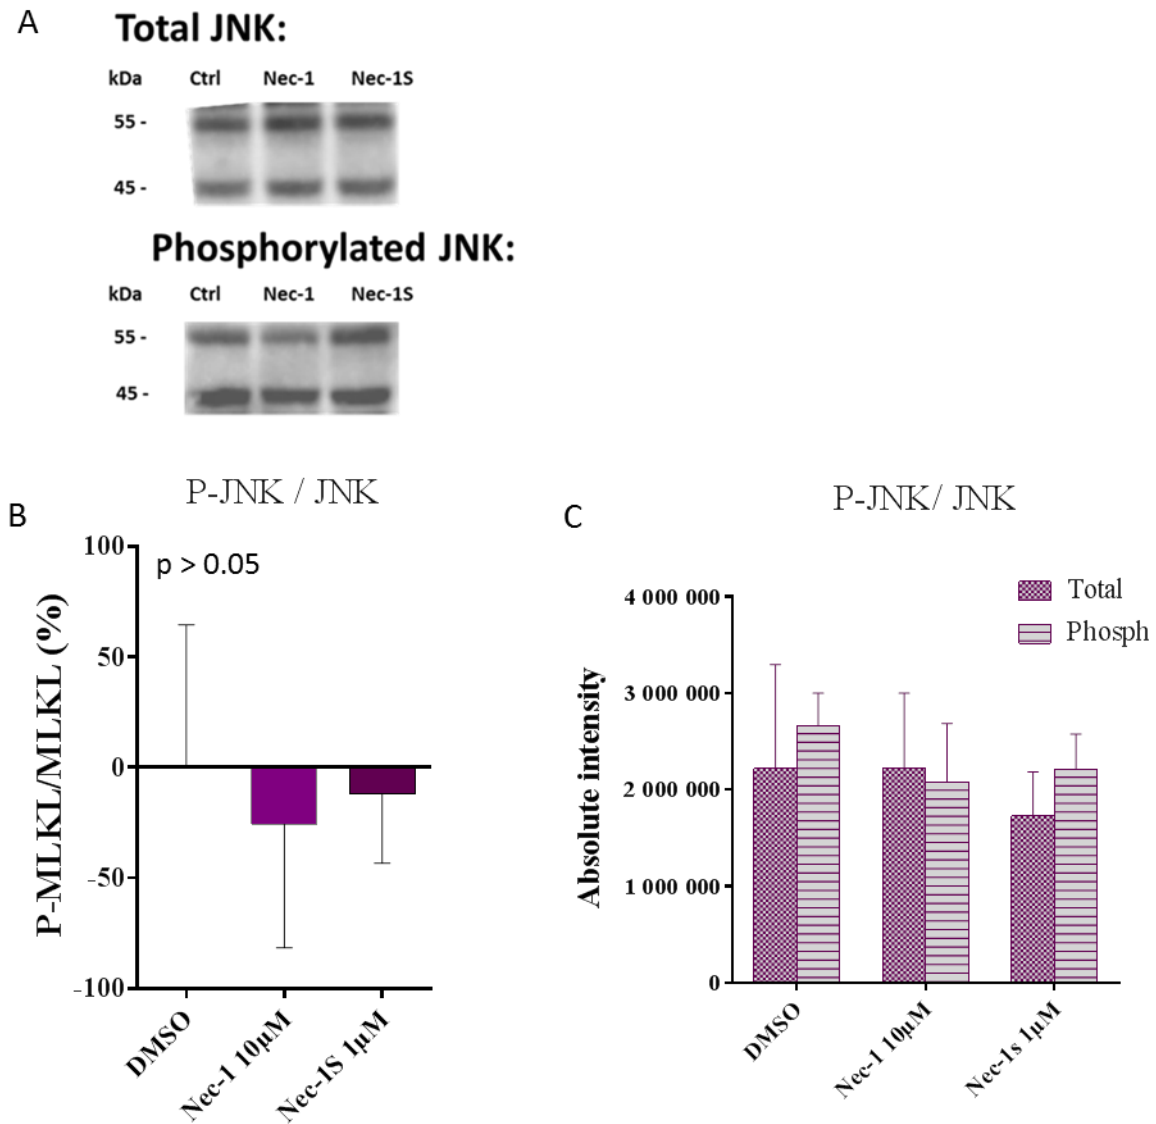 A
Total JNK:
kDa Ctrl Nec-1 Nec-1S
55 -
45 -
Phosphorylated JNK:
kDa Ctrl Nec-1 Nec-1S
55 -
45 -
B
P-JNK / JNK
p > 0.05
P-MLKL/MLKL (%)
100
50
0
-50
-100
DMSO
Nec-1 10µM
Nec-1S 1µM
C
P-JNK/ JNK
Total
Phosph
Absolute intensity
4 000 000
3 000 000
2 000 000
1 000 000
0
DMSO
Nec-1 10µM
Nec-1s 1µM